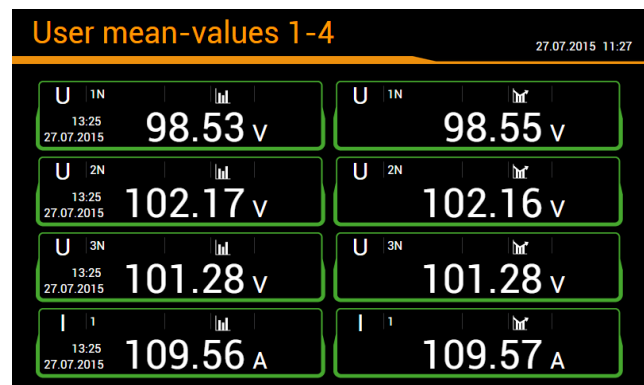 User mean-values 1-4
27.07.2015 11:27
U 1N
13:25
27.07.2015
98.53 V
U 1N
98.55 V
U 2N
13:25
27.07.2015
102.17 V
U 2N
102.16 V
U 3N
13:25
27.07.2015
101.28 V
U 3N
101.28 V
I 1
13:25
27.07.2015
109.56 A
I 1
109.57 A